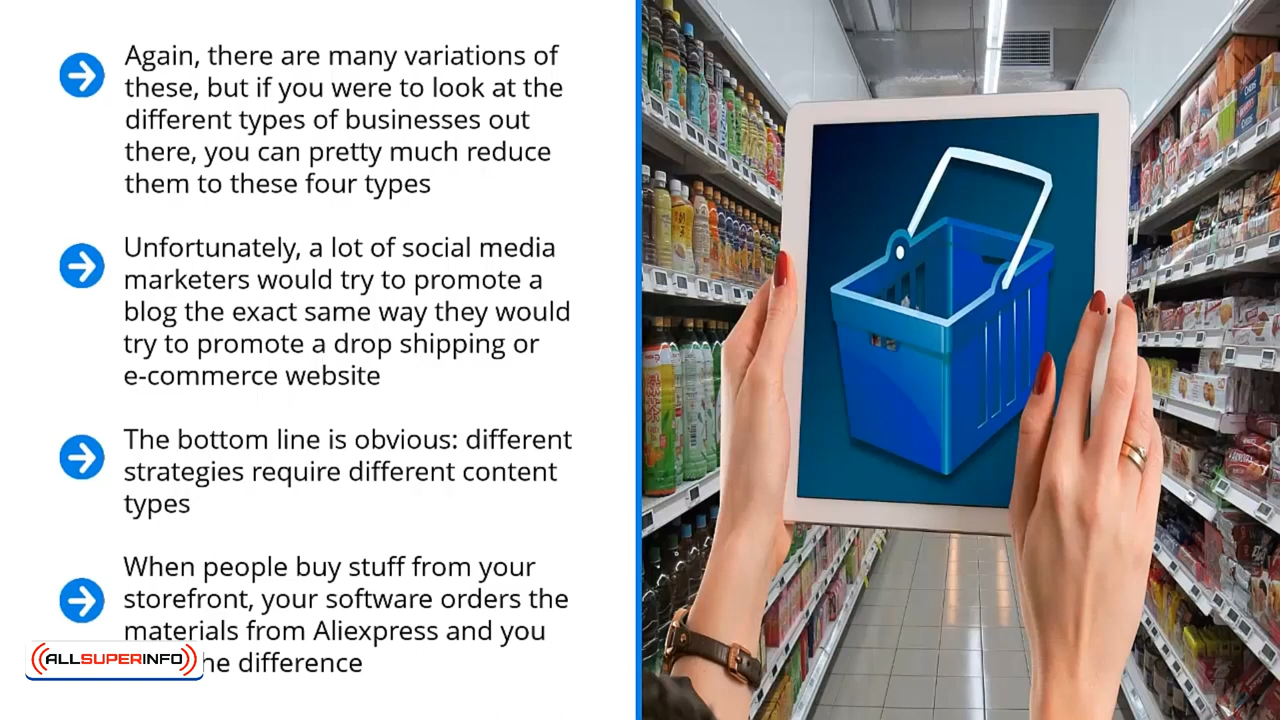 Again, there are many variations of
these, but if you were to look at the
different types of businesses out
there, you can pretty much reduce
them to these four types
Unfortunately, a lot of social media
marketers would try to promote a
blog the exact same way they would
try to promote a drop shipping or
e-commerce website
The bottom line is obvious: different
strategies require different content
types
When people buy stuff from your
storefront, your software orders the
materials from Aliexpress and you
he difference
ALLSUPERINFO